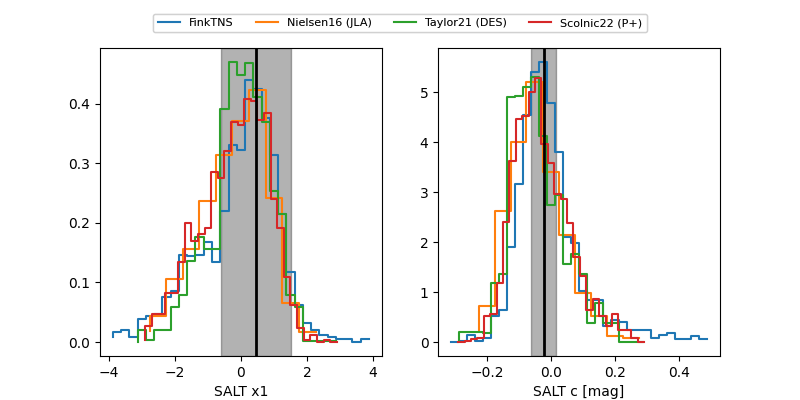 FinkTNS Nielsen16 (JLA) Taylor21 (DES) Scolnic22 (P+)
0.4
0.3
0.2
0.1
0.0
−4 −2 0 2 4
SALT x1
5
4
3
2
1
0
−0.2 0.0 0.2 0.4
SALT c [mag]